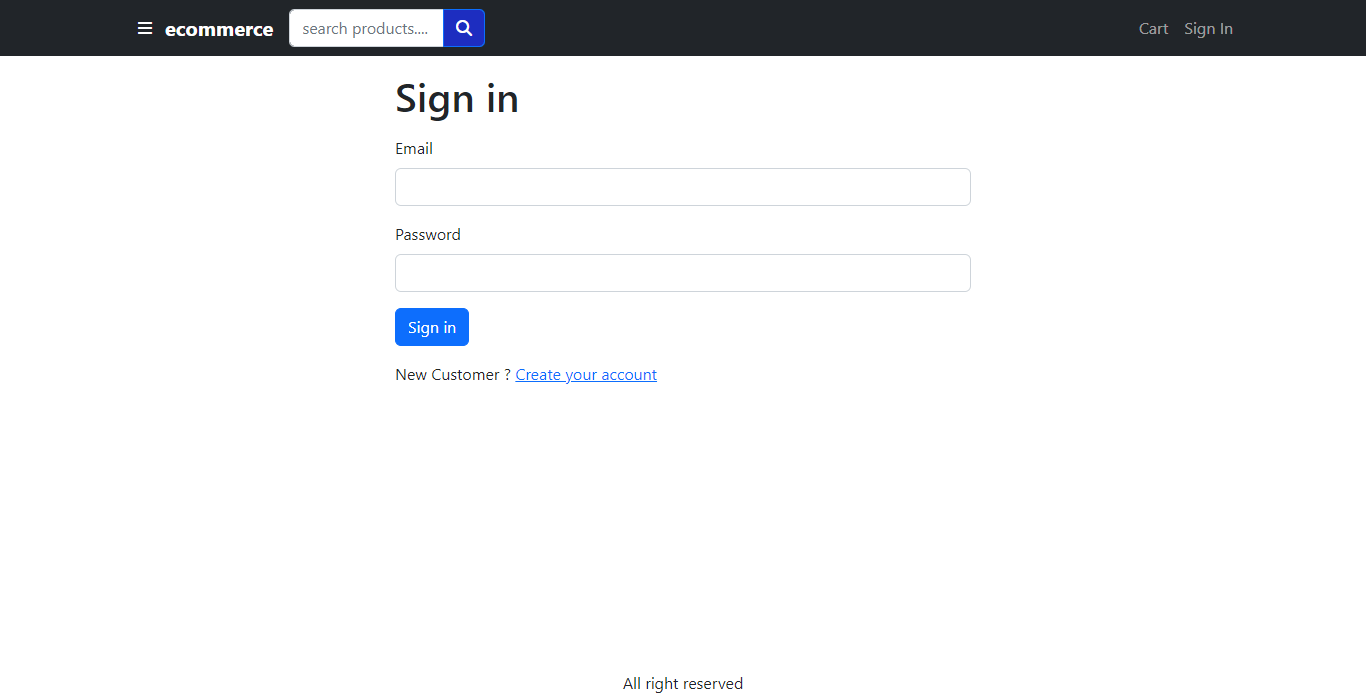 ecommerce search products.... Cart Sign In
Sign in
Email
Password
Sign in
New Customer ? Create your account
All right reserved